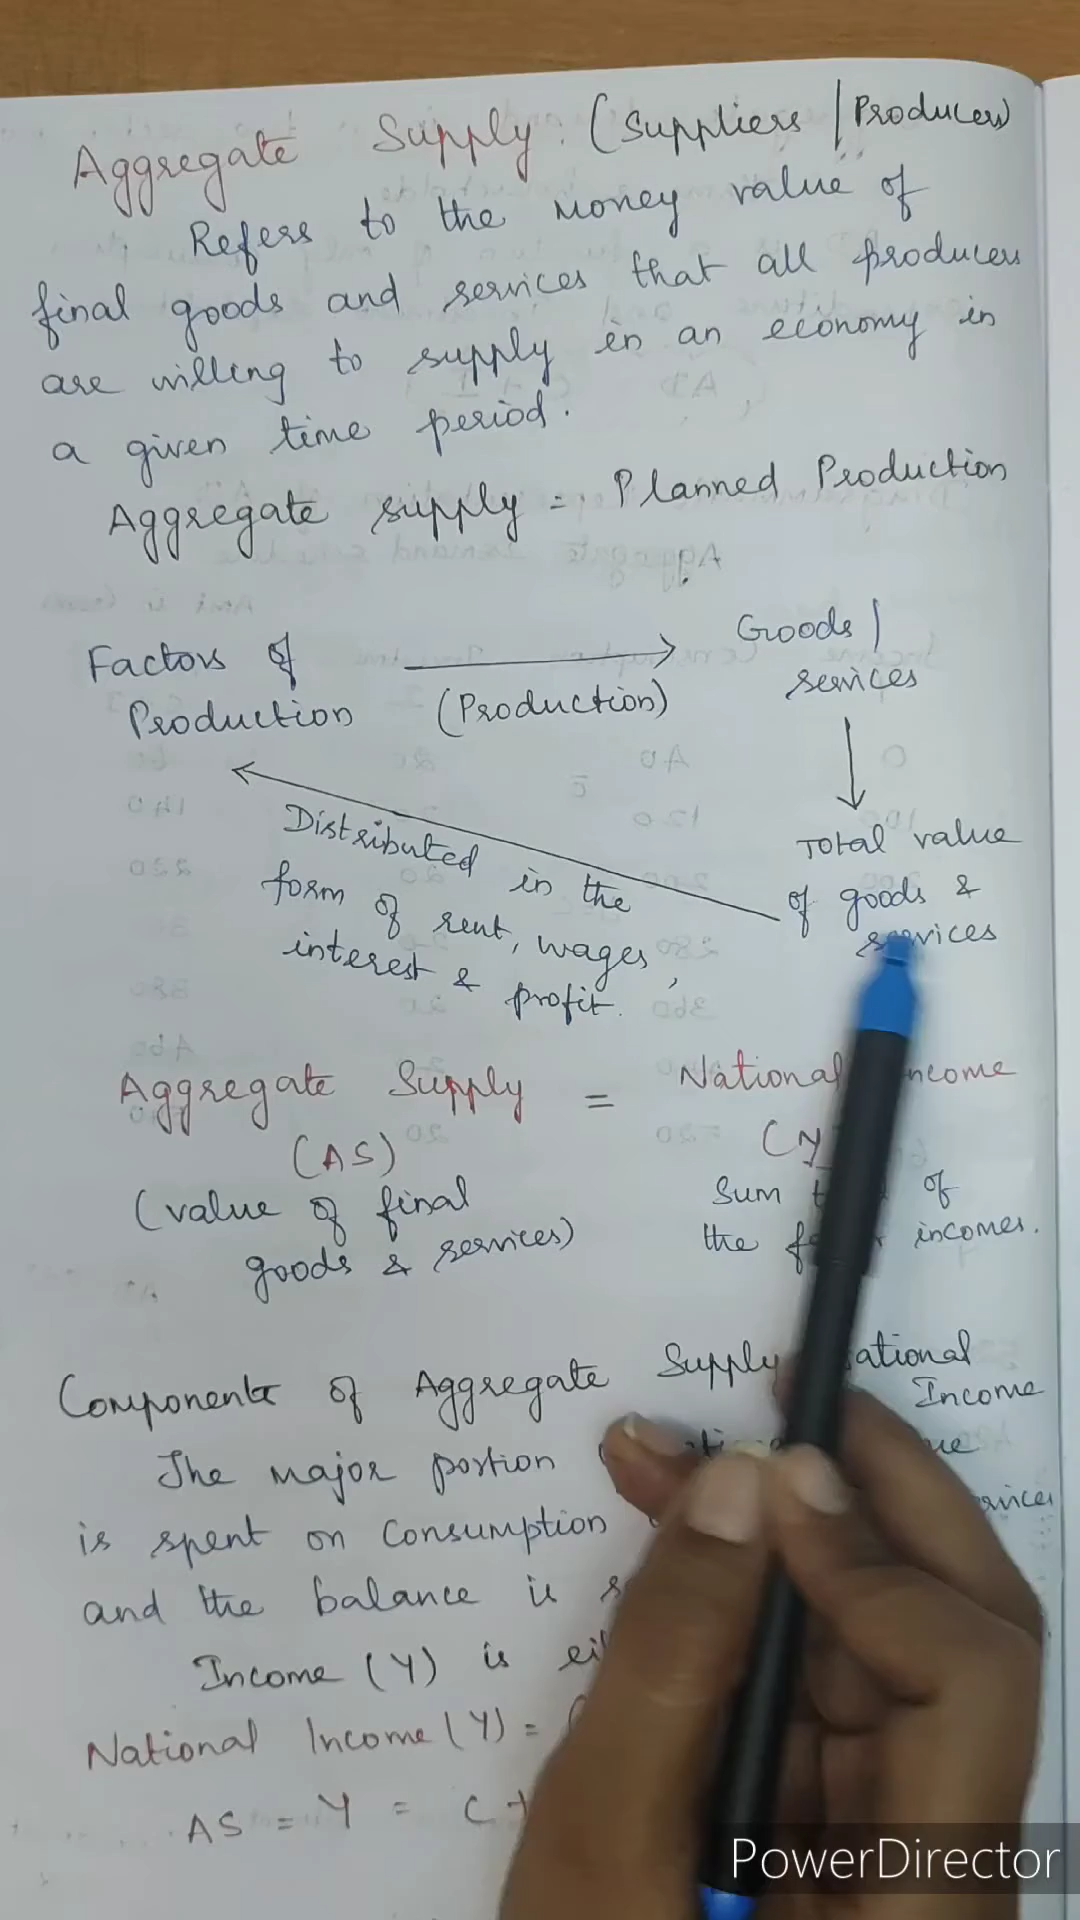 Aggregate Supply. (Suppliers / Producers)
Refers to the money value of
final goods and services that all producers
are willing to supply in an economy in
a given time period.
Aggregate supply = Planned Production
Factors of
Production
(Production)
Goods /
services
Total value
of goods &
services
Distributed in the
form of rent, wages,
interest & profit.
Aggregate Supply = National Income
(AS)
(value of final
goods & services)
(Y
Sum of
the incomes.
Components of Aggregate Supply
Income
The major portion
is spent on Consumption
and the balance is
Income (Y) is
National Income (Y) =
AS = Y = C +
PowerDirector